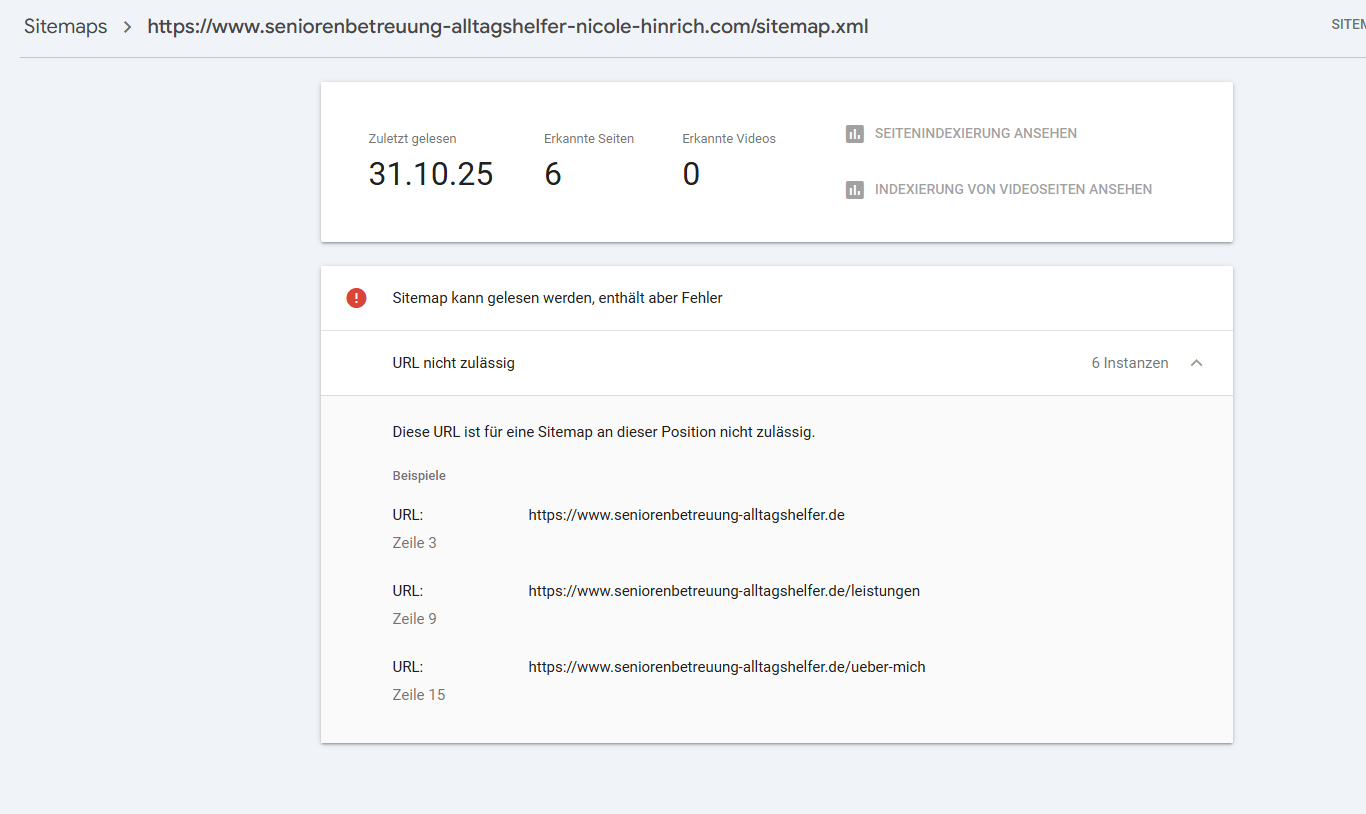 Sitemaps > https://www.seniorenbetreuung-alltagshelfer-nicole-hinrich.com/sitemap.xml
SITEM
Zuletzt gelesen
31.10.25
Erkannte Seiten
6
Erkannte Videos
0
SEITENINDEXIERUNG ANSEHEN
INDEXIERUNG VON VIDEOSEITEN ANSEHEN
Sitemap kann gelesen werden, enthält aber Fehler
URL nicht zulässig 6 Instanzen
Diese URL ist für eine Sitemap an dieser Position nicht zulässig.
Beispiele
URL: https://www.seniorenbetreuung-alltagshelfer.de
Zeile 3
URL: https://www.seniorenbetreuung-alltagshelfer.de/leistungen
Zeile 9
URL: https://www.seniorenbetreuung-alltagshelfer.de/ueber-mich
Zeile 15